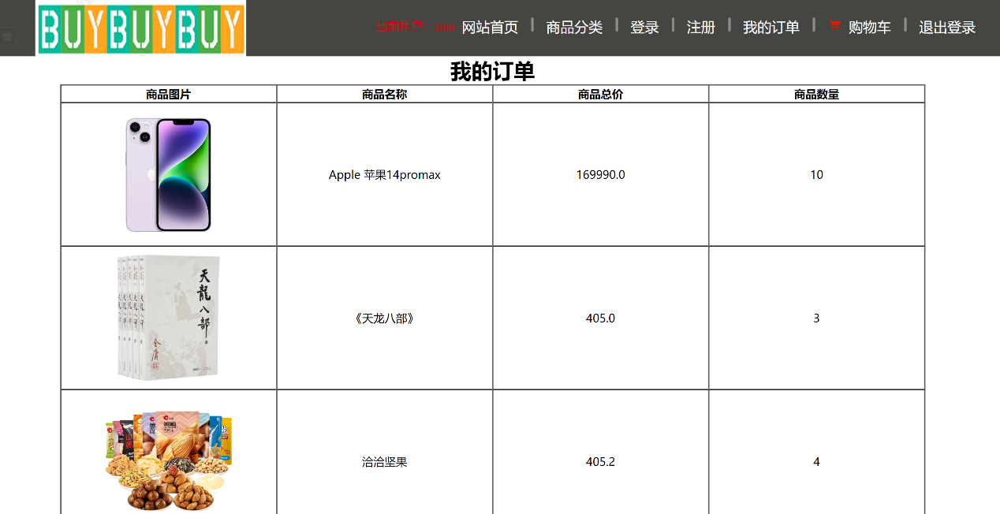 BUYBUYBUY
当前用户：aaa 网站首页 商品分类 登录 注册 我的订单 购物车 退出登录
我的订单
商品图片 商品名称 商品总价 商品数量
Apple 苹果14promax 169990.0 10
天龍八部
金庸
《天龙八部》 405.0 3
洽洽坚果 405.2 4